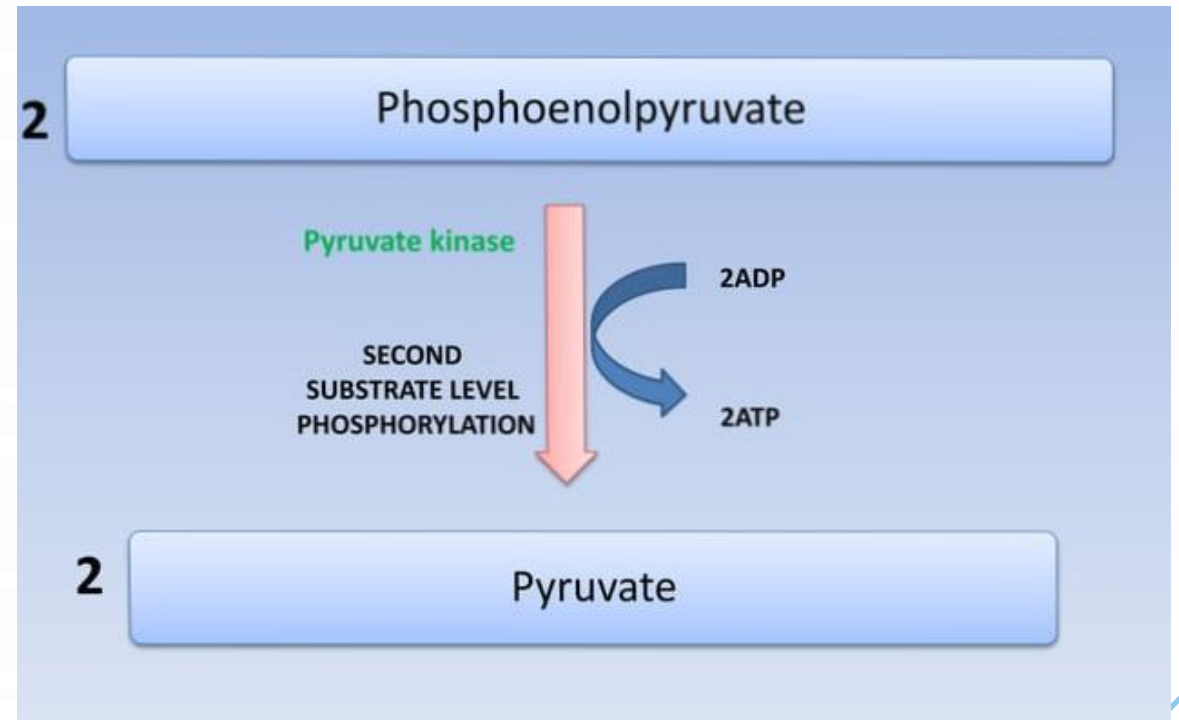 2
Phosphoenolpyruvate
Pyruvate kinase
2ADP
SECOND
SUBSTRATE LEVEL
PHOSPHORYLATION
2ATP
2
Pyruvate